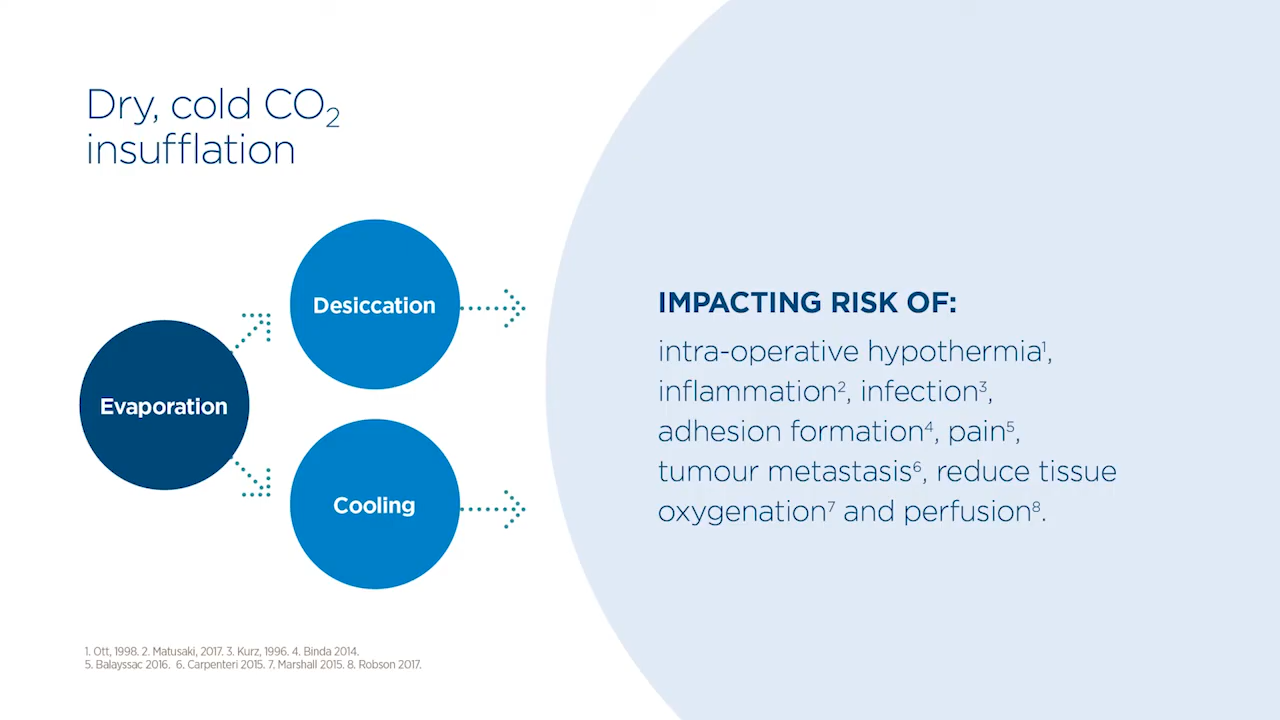 Dry, cold CO₂
insufflation
Desiccation
Evaporation
Cooling
IMPACTING RISK OF:
intra-operative hypothermia¹,
inflammation², infection³,
adhesion formation⁴, pain⁵,
tumour metastasis⁶, reduce tissue
oxygenation⁷ and perfusion⁸.
1. Ott, 1998. 2. Matusaki, 2017. 3. Kurz, 1996. 4. Binda 2014.
5. Balayssac 2016. 6. Carpenteri 2015. 7. Marshall 2015. 8. Robson 2017.